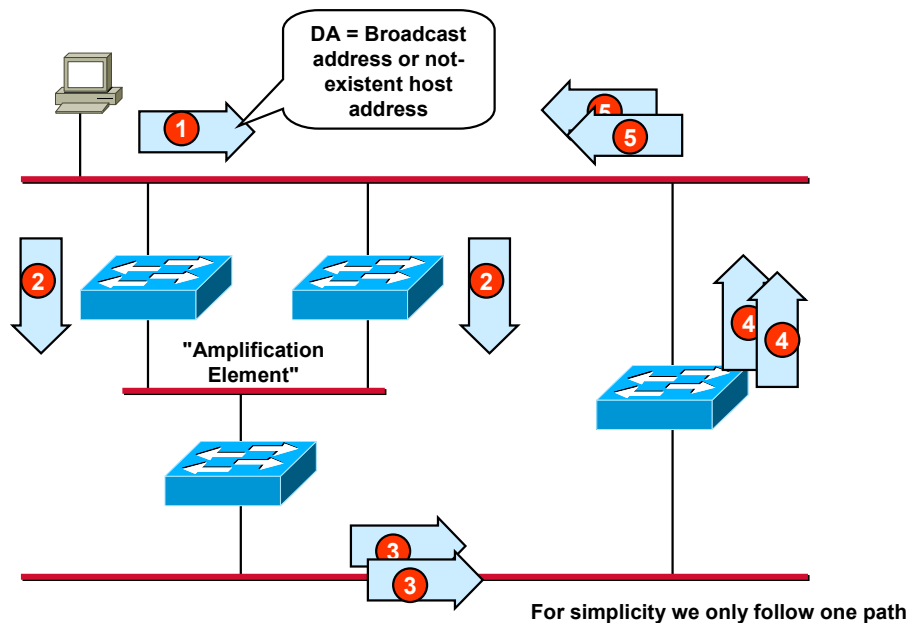 DA = Broadcast
address or not-
existent host
address
1
5
5
2
2
4
4
"Amplification
Element"
3
3
For simplicity we only follow one path